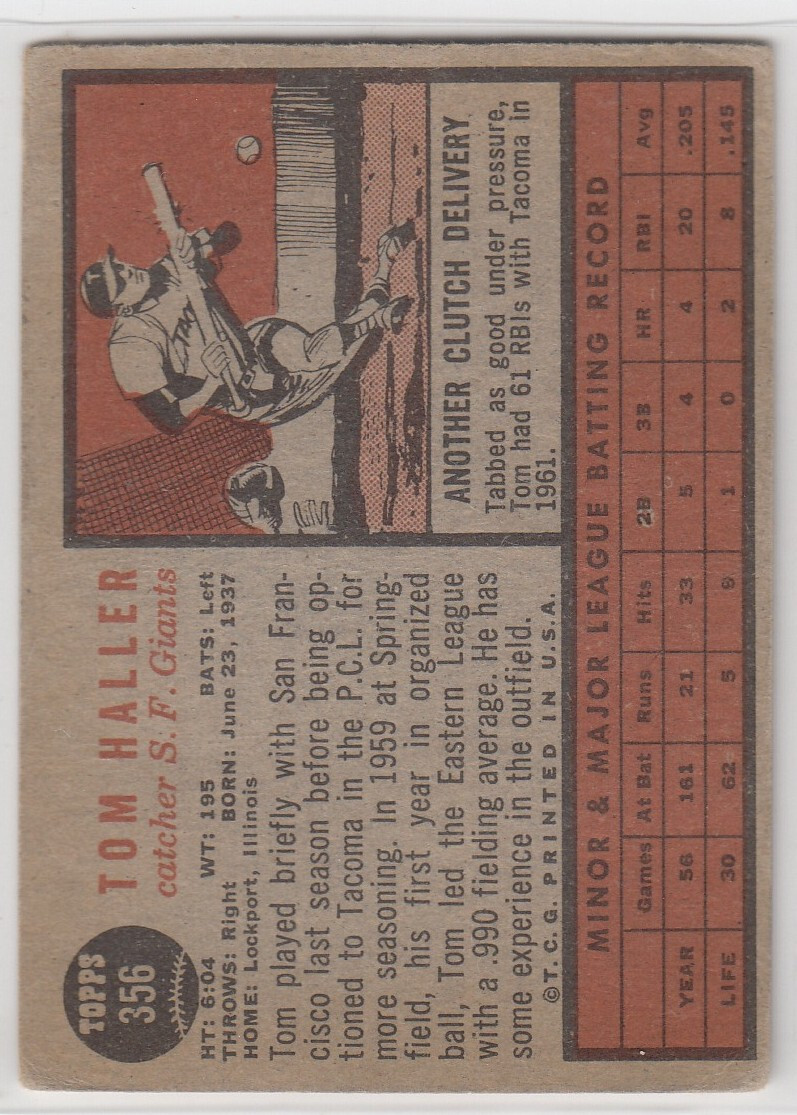 TOPPS
356
TOM HALLER
catcher S. F. Giants
HT: 6:04 WT: 195 BATS: Left
THROWS: Right BORN: June 23, 1937
HOME: Lockport, Illinois
Tom played briefly with San Fran-
cisco last season before being op-
tioned to Tacoma in the P.C.L. for
more seasoning. In 1959 at Spring-
field, his first year in organized
ball, Tom led the Eastern League
with a .990 fielding average. He has
some experience in the outfield.
©T. C. G. PRINTED IN U.S.A.
ANOTHER CLUTCH DELIVERY
Tabbed as good under pressure,
Tom had 61 RBIs with Tacoma in
1961.
MINOR & MAJOR LEAGUE BATTING RECORD
Games At Bat Runs Hits 2B 3B HR RBI Avg
YEAR 56 161 21 33 5 4 4 20 .205
LIFE 30 62 5 9 1 0 2 8 .145